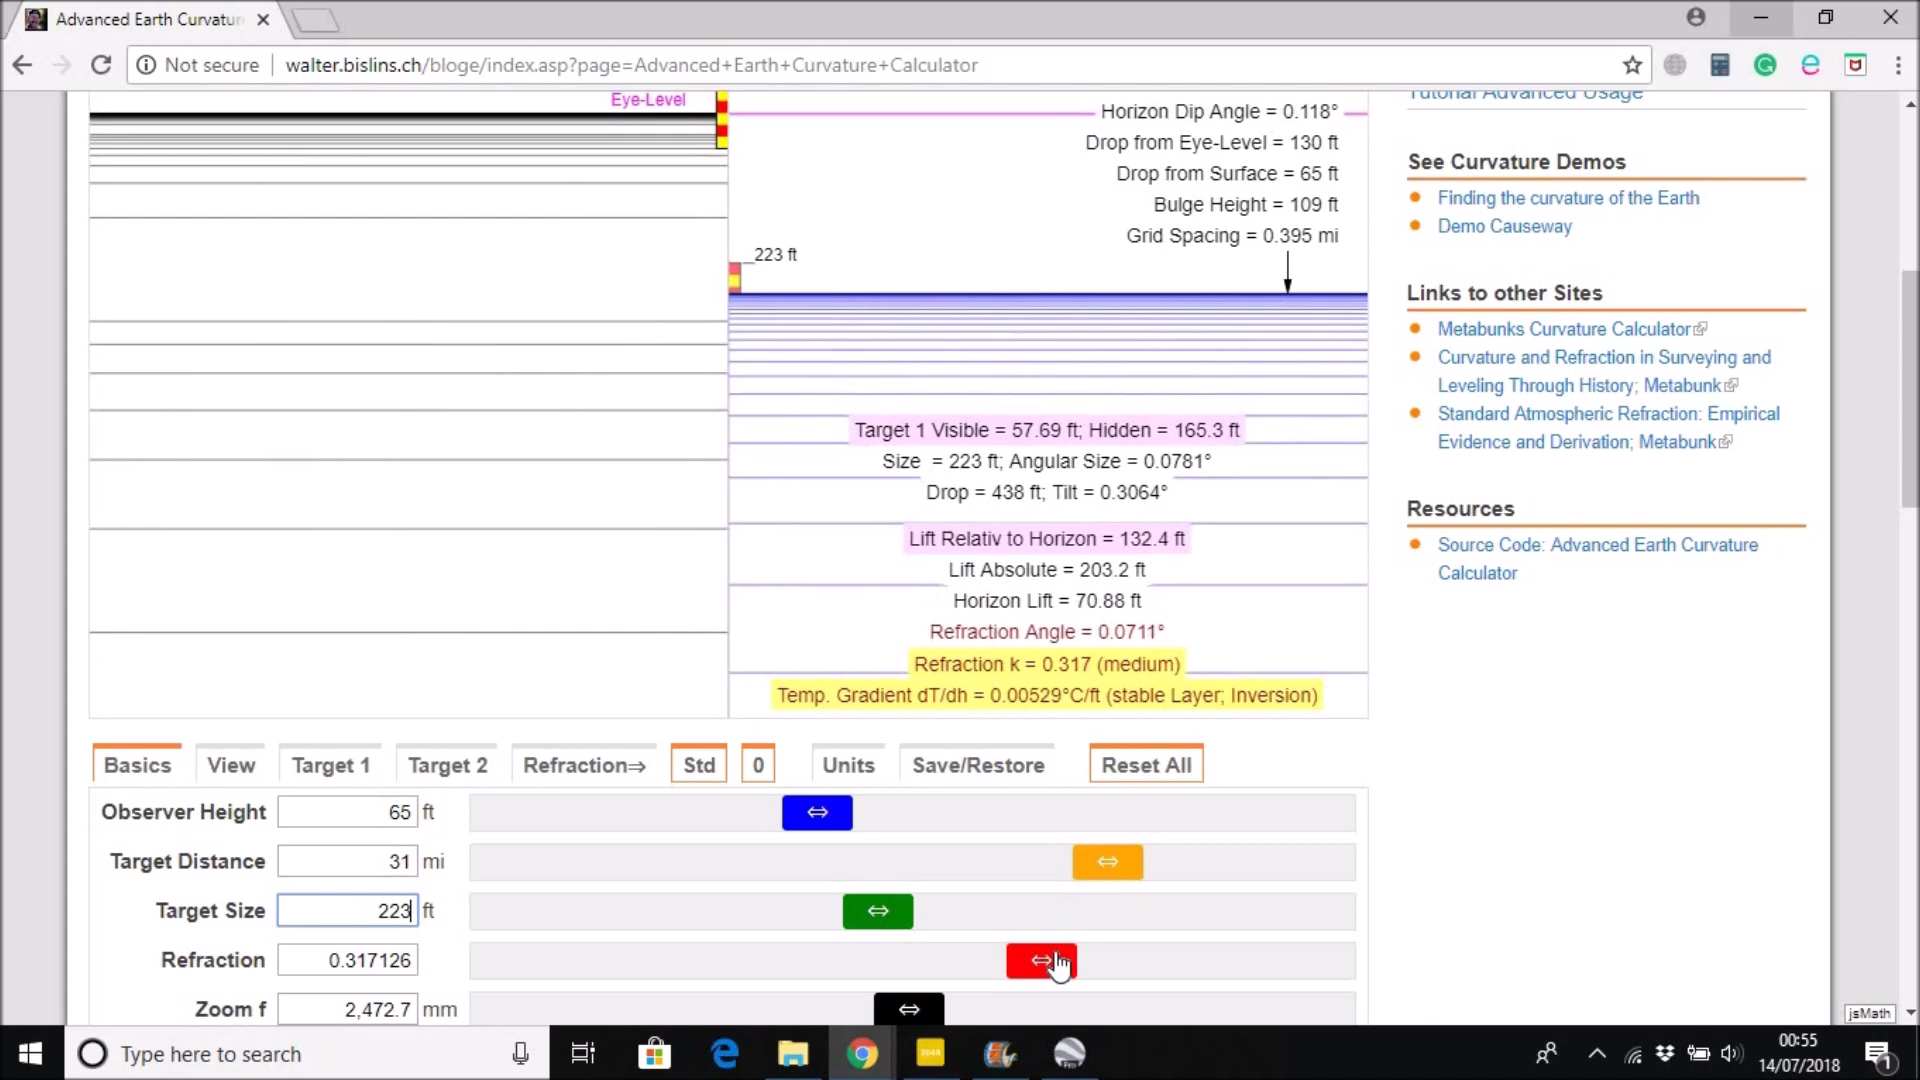 Advanced Earth Curvatur
Not secure
walter.bislins.ch/bloge/index.asp?page=Advanced+Earth+Curvature+Calculator
Eye-Level
Horizon Dip Angle = 0.118°
Drop from Eye-Level = 130 ft
Drop from Surface = 65 ft
Bulge Height = 109 ft
Grid Spacing = 0.395 mi
223 ft
Target 1 Visible = 57.69 ft; Hidden = 165.3 ft
Size = 223 ft; Angular Size = 0.0781°
Drop = 438 ft; Tilt = 0.3064°
Lift Relativ to Horizon = 132.4 ft
Lift Absolute = 203.2 ft
Horizon Lift = 70.88 ft
Refraction Angle = 0.0711°
Refraction k = 0.317 (medium)
Temp. Gradient dT/dh = 0.00529°C/ft (stable Layer; Inversion)
Tutorial Advanced Usage
See Curvature Demos
Finding the curvature of the Earth
Demo Causeway
Links to other Sites
Metabunks Curvature Calculator
Curvature and Refraction in Surveying and
Leveling Through History; Metabunk
Standard Atmospheric Refraction: Empirical
Evidence and Derivation; Metabunk
Resources
Source Code: Advanced Earth Curvature
Calculator
Basics View Target 1 Target 2 Refraction⇒ Std 0 Units Save/Restore Reset All
Observer Height 65 ft
Target Distance 31 mi
Target Size 223 ft
Refraction 0.317126
Zoom f 2,472.7 mm
jsMath
Type here to search
00:55
14/07/2018
1